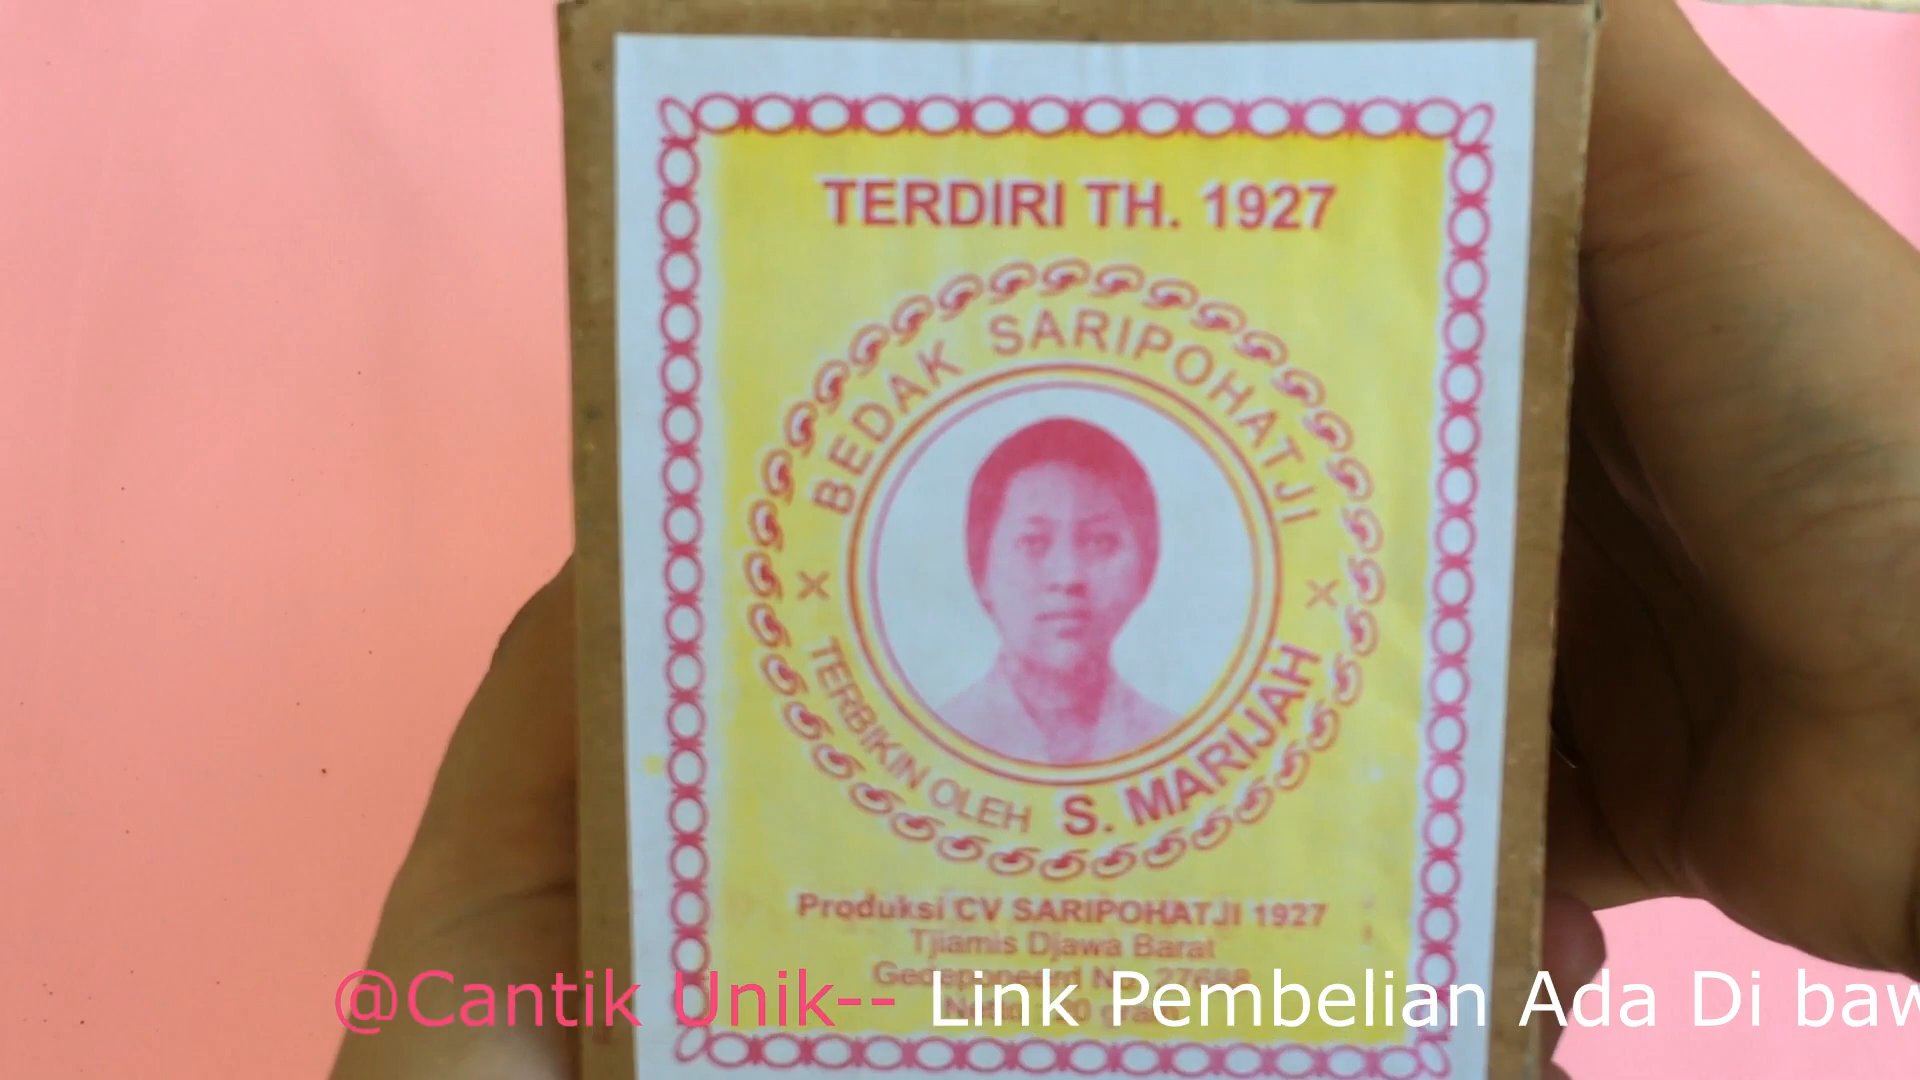 TERDIRI TH. 1927
BEDAK SARIPOHATJI
TERBIKIN OLEH S. MARIJAH
Produksi CV SARIPOHATJI 1927
Tjiamis Djawa Barat
@Cantik Unik-- Link Pembelian Ada Di baw